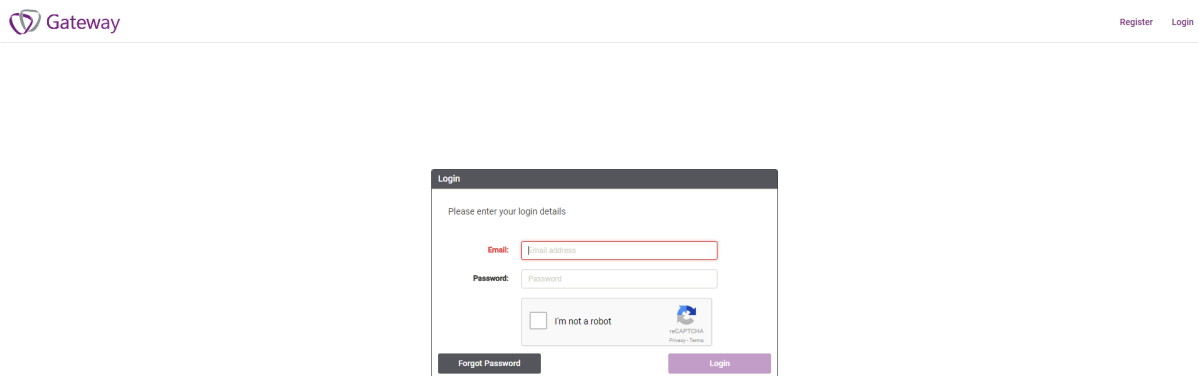 Gateway
Register Login
Login
Please enter your login details
Email: Email address
Password: Password
I'm not a robot
reCAPTCHA
Privacy - Terms
Forgot Password Login